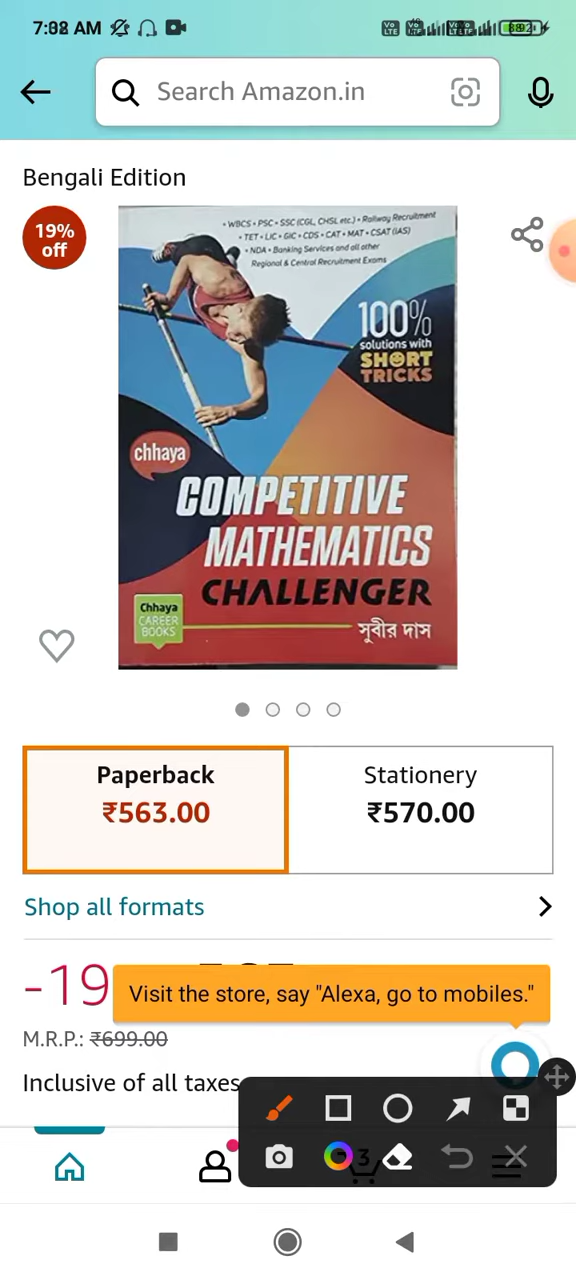 7:02 AM
Search Amazon.in
Bengali Edition
19%
off
• WBCS • PSC • SSC (CGL, CHSL etc.) • Railway Recruitment
• TET • LIC • GIC • CDS • CAT • MAT • CSAT (IAS)
• NDA • Banking Services and all other
Regional & Central Recruitment Exams
100%
solutions with
SHORT
TRICKS
chhaya
COMPETITIVE
MATHEMATICS
CHALLENGER
Chhaya
CAREER
BOOKS
সুবীর দাস
Paperback
₹563.00
Stationery
₹570.00
Shop all formats
-19
Visit the store, say "Alexa, go to mobiles."
M.R.P.: ₹699.00
Inclusive of all taxes
3